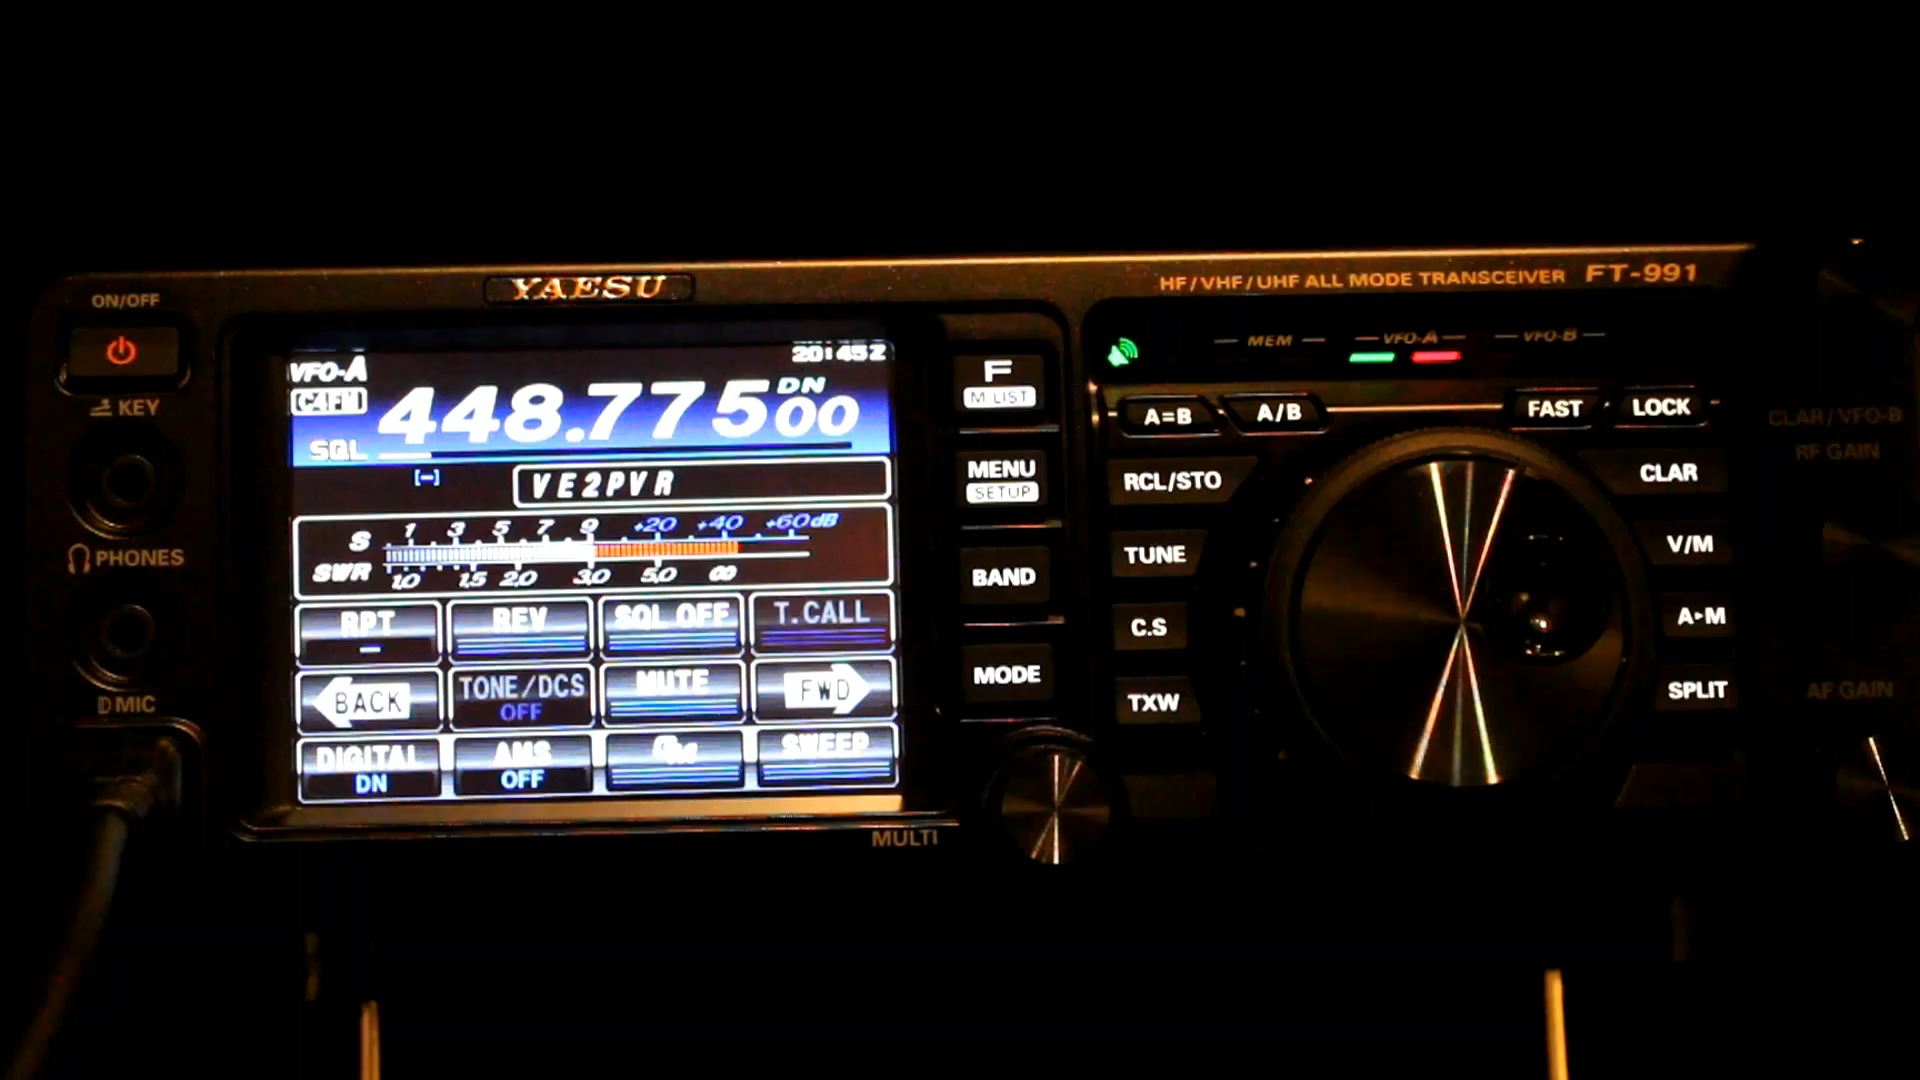 YAESU
HF/VHF/UHF ALL MODE TRANSCEIVER FT-991
ON/OFF
KEY
PHONES
D MIC
20:45Z
VFO-A
C4FM
448.77500
DN
SQL
[-]
VE2PVR
S 1 3 5 7 9 +20 +40 +60dB
SWR 1.0 1.5 2.0 3.0 5.0 ∞
RPT - REV SQL OFF T.CALL
BACK TONE/DCS OFF MUTE FWD
DIGITAL DN AMS OFF GM SWEEP
MULTI
F
M LIST
MENU
SETUP
BAND
MODE
MEM VFO-A VFO-B
A=B A/B FAST LOCK
RCL/STO
TUNE
C.S
TXW
CLAR
V/M
A▸M
SPLIT
CLAR/VFO-B
RF GAIN
AF GAIN